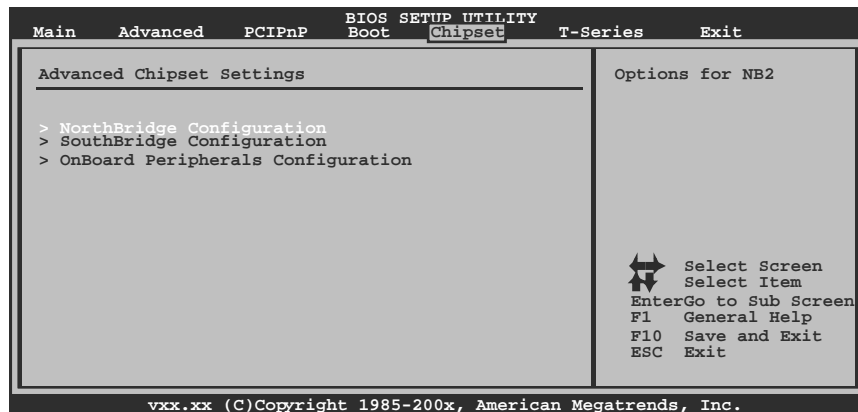 BIOS SETUP UTILITY
Main Advanced PCIPnP Boot Chipset T-Series Exit
Advanced Chipset Settings
> NorthBridge Configuration
> SouthBridge Configuration
> OnBoard Peripherals Configuration
Options for NB2
Select Screen
Select Item
EnterGo to Sub Screen
F1 General Help
F10 Save and Exit
ESC Exit
vxx.xx (C)Copyright 1985-200x, American Megatrends, Inc.